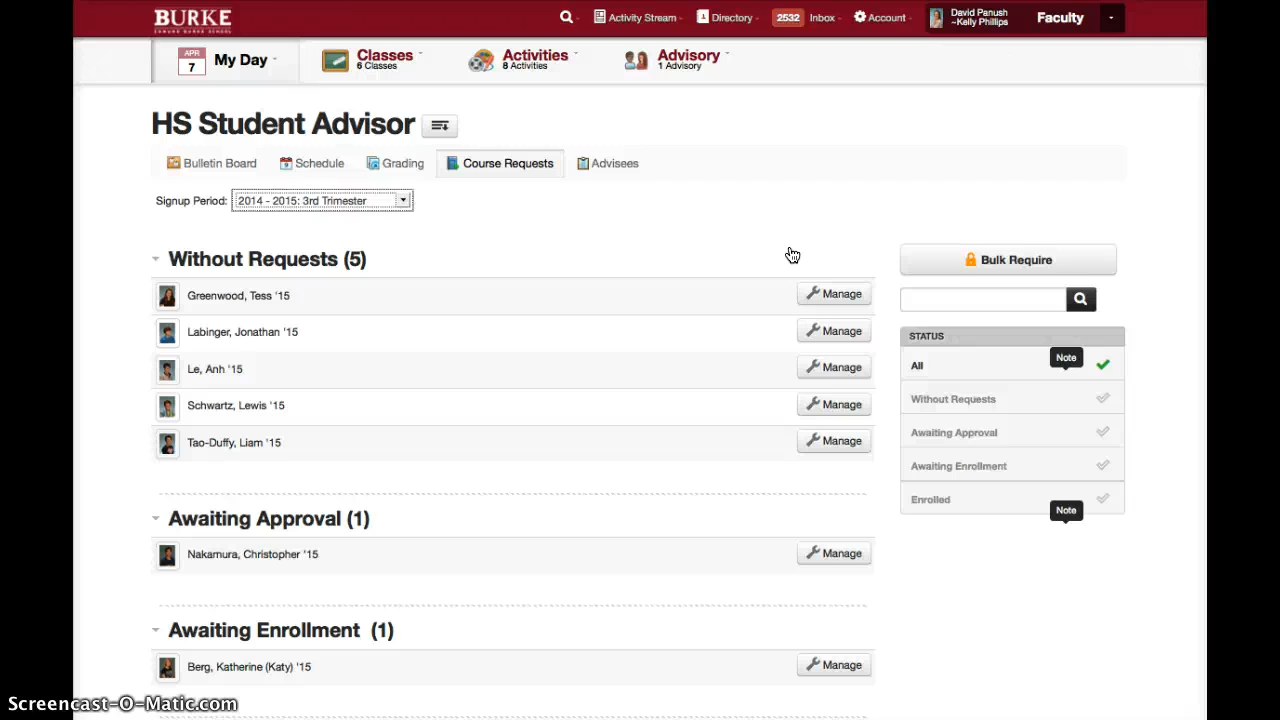 BURKE
EDMUND BURKE SCHOOL
Activity Stream
Directory
2532 Inbox
Account
David Panush
~Kelly Phillips
Faculty
APR
7
My Day
Classes
6 Classes
Activities
8 Activities
Advisory
1 Advisory
HS Student Advisor
Bulletin Board
Schedule
Grading
Course Requests
Advisees
Signup Period: 2014 - 2015: 3rd Trimester
Without Requests (5)
Greenwood, Tess '15 Manage
Labinger, Jonathan '15 Manage
Le, Anh '15 Manage
Schwartz, Lewis '15 Manage
Tao-Duffy, Liam '15 Manage
Awaiting Approval (1)
Nakamura, Christopher '15 Manage
Awaiting Enrollment (1)
Berg, Katherine (Katy) '15 Manage
Bulk Require
STATUS
Note
All
Without Requests
Awaiting Approval
Awaiting Enrollment
Enrolled
Note
Screencast-O-Matic.com